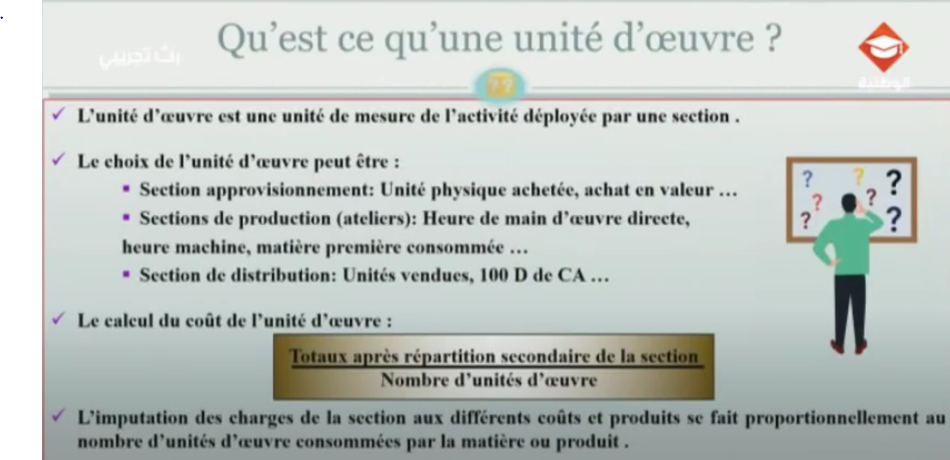 Qu'est ce qu'une unité d'œuvre ?
بث تجريبي
الوطنية
??
✓ L'unité d'œuvre est une unité de mesure de l'activité déployée par une section .
✓ Le choix de l'unité d'œuvre peut être :
▪ Section approvisionnement: Unité physique achetée, achat en valeur …
▪ Sections de production (ateliers): Heure de main d'œuvre directe,
heure machine, matière première consommée …
▪ Section de distribution: Unités vendues, 100 D de CA …
? ? ? ? ? ? ?
✓ Le calcul du coût de l'unité d'œuvre :
Totaux après répartition secondaire de la section
Nombre d'unités d'œuvre
✓ L'imputation des charges de la section aux différents coûts et produits se fait proportionnellement au
nombre d'unités d'œuvre consommées par la matière ou produit .